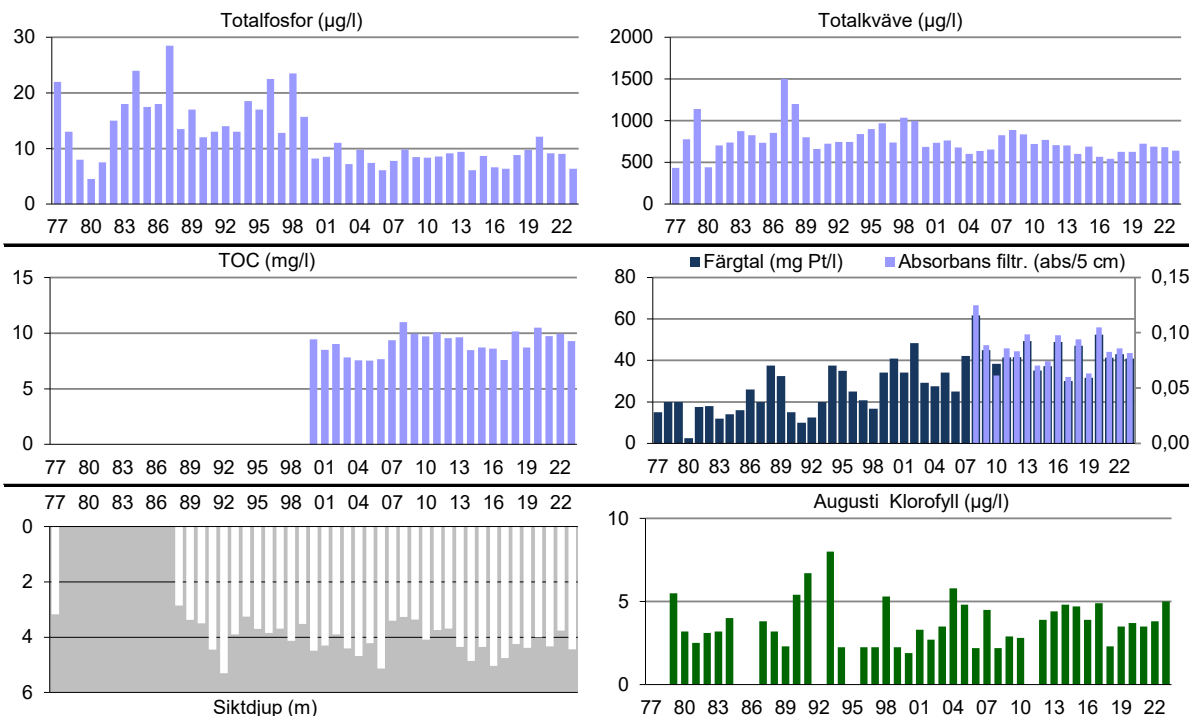 Totalfosfor (µg/l)
30
20
10
0
77 80 83 86 89 92 95 98 01 04 07 10 13 16 19 22
Totalkväve (µg/l)
2000
1500
1000
500
0
77 80 83 86 89 92 95 98 01 04 07 10 13 16 19 22
TOC (mg/l)
15
10
5
0
77 80 83 86 89 92 95 98 01 04 07 10 13 16 19 22
Färgtal (mg Pt/l) Absorbans filtr. (abs/5 cm)
80 0,15
60
0,10
40
0,05
20
0 0,00
77 80 83 86 89 92 95 98 01 04 07 10 13 16 19 22
77 80 83 86 89 92 95 98 01 04 07 10 13 16 19 22
0
2
4
6
Siktdjup (m)
Augusti Klorofyll (µg/l)
10
5
0
77 80 83 86 89 92 95 98 01 04 07 10 13 16 19 22